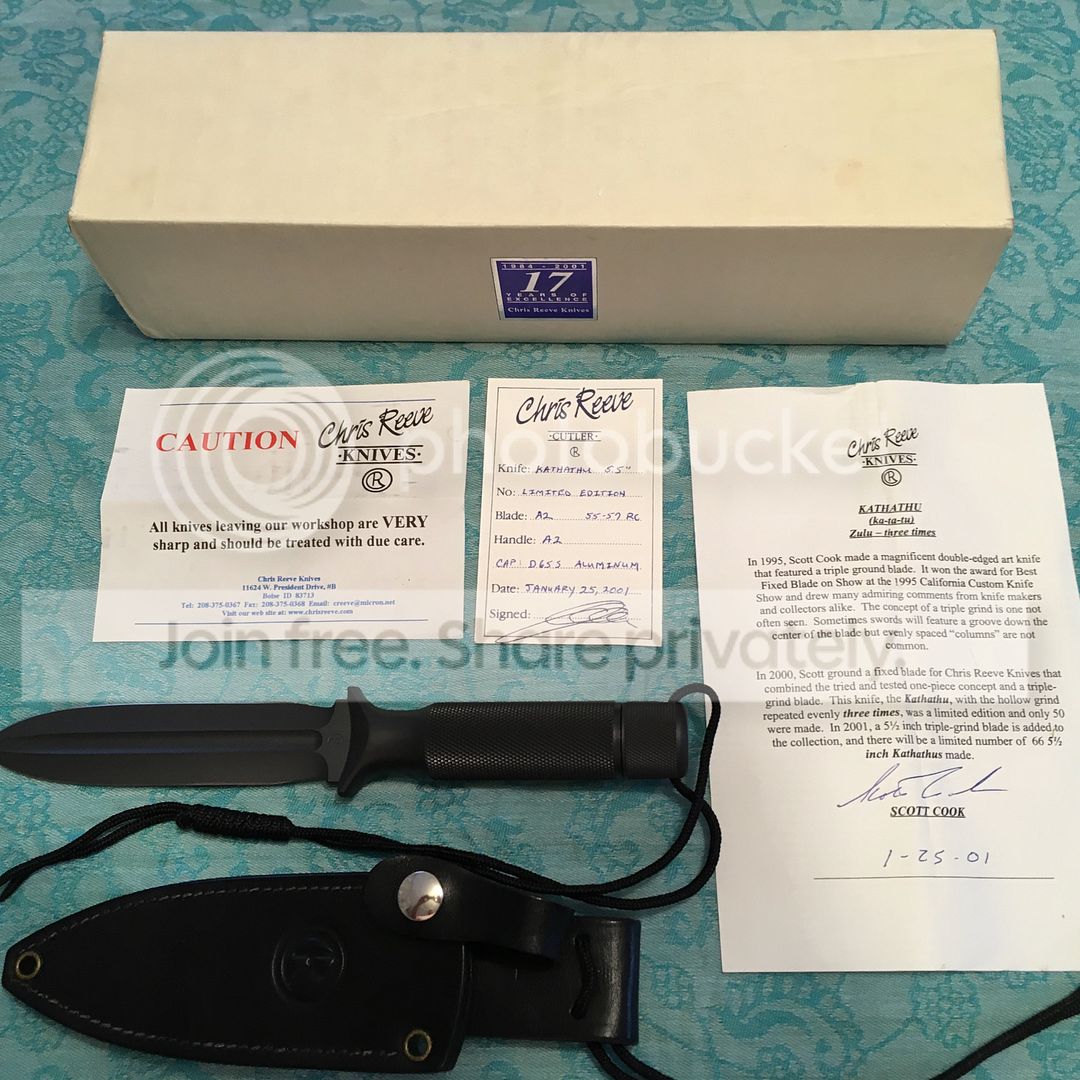 1984 - 2001
17
YEARS OF
EXCELLENCE
Chris Reeve Knives
CAUTION
Chris Reeve
·KNIVES·
®
All knives leaving our workshop are VERY
sharp and should be treated with due care.
Chris Reeve Knives
11624 W. President Drive, #B
Boise ID 83713
Tel: 208-375-0367 Fax: 208-375-0368 Email: creeve@micron.net
Visit our web site at: www.chrisreeve.com
Chris Reeve
·CUTLER·
®
Knife: KATHATHU 5.5"
No: LIMITED EDITION
Blade: A2 55-57 RC
Handle: A2
CAP: D655 ALUMINUM
Date: JANUARY 25, 2001
Signed:
Chris Reeve
·KNIVES·
®
KATHATHU
(ka-ta-tu)
Zulu – three times
In 1995, Scott Cook made a magnificent double-edged art knife
that featured a triple ground blade. It won the award for Best
Fixed Blade on Show at the 1995 California Custom Knife
Show and drew many admiring comments from knife makers
and collectors alike. The concept of a triple grind is one not
often seen. Sometimes swords will feature a groove down the
center of the blade but evenly spaced "columns" are not
common.
In 2000, Scott ground a fixed blade for Chris Reeve Knives that
combined the tried and tested one-piece concept and a triple-
grind blade. This knife, the Kathathu, with the hollow grind
repeated evenly three times, was a limited edition and only 50
were made. In 2001, a 5½ inch triple-grind blade is added to
the collection, and there will be a limited number of 66 5½
inch Kathathus made.
SCOTT COOK
1-25-01
photobucket
Join free. Share privately.